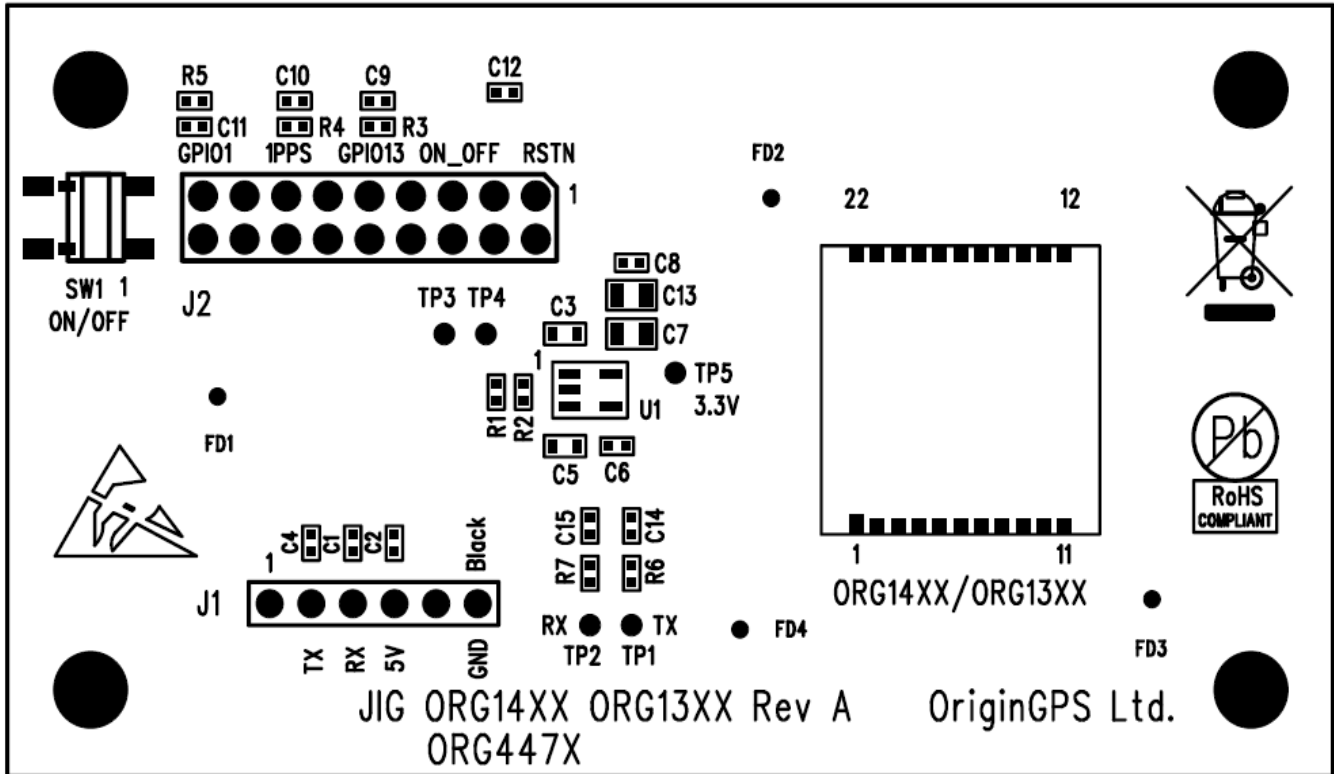 R5 C10 C9 C12
C11 R4 R3
GPIO1 1PPS GPIO13 ON_OFF RSTN
1
FD2
22 12
SW1 1
ON/OFF
J2
TP3 TP4
C8
C13
C3
C7
1
TP5
3.3V
R1 R2 U1
FD1
C5 C6
Pb
RoHS
COMPLIANT
C4 C1 C2 Black
1
C15 C14
R7 R6
1 11
ORG14XX/ORG13XX
J1
RX TX
TP2 TP1
FD4
FD3
TX RX 5V GND
JIG ORG14XX ORG13XX Rev A OriginGPS Ltd.
ORG447X